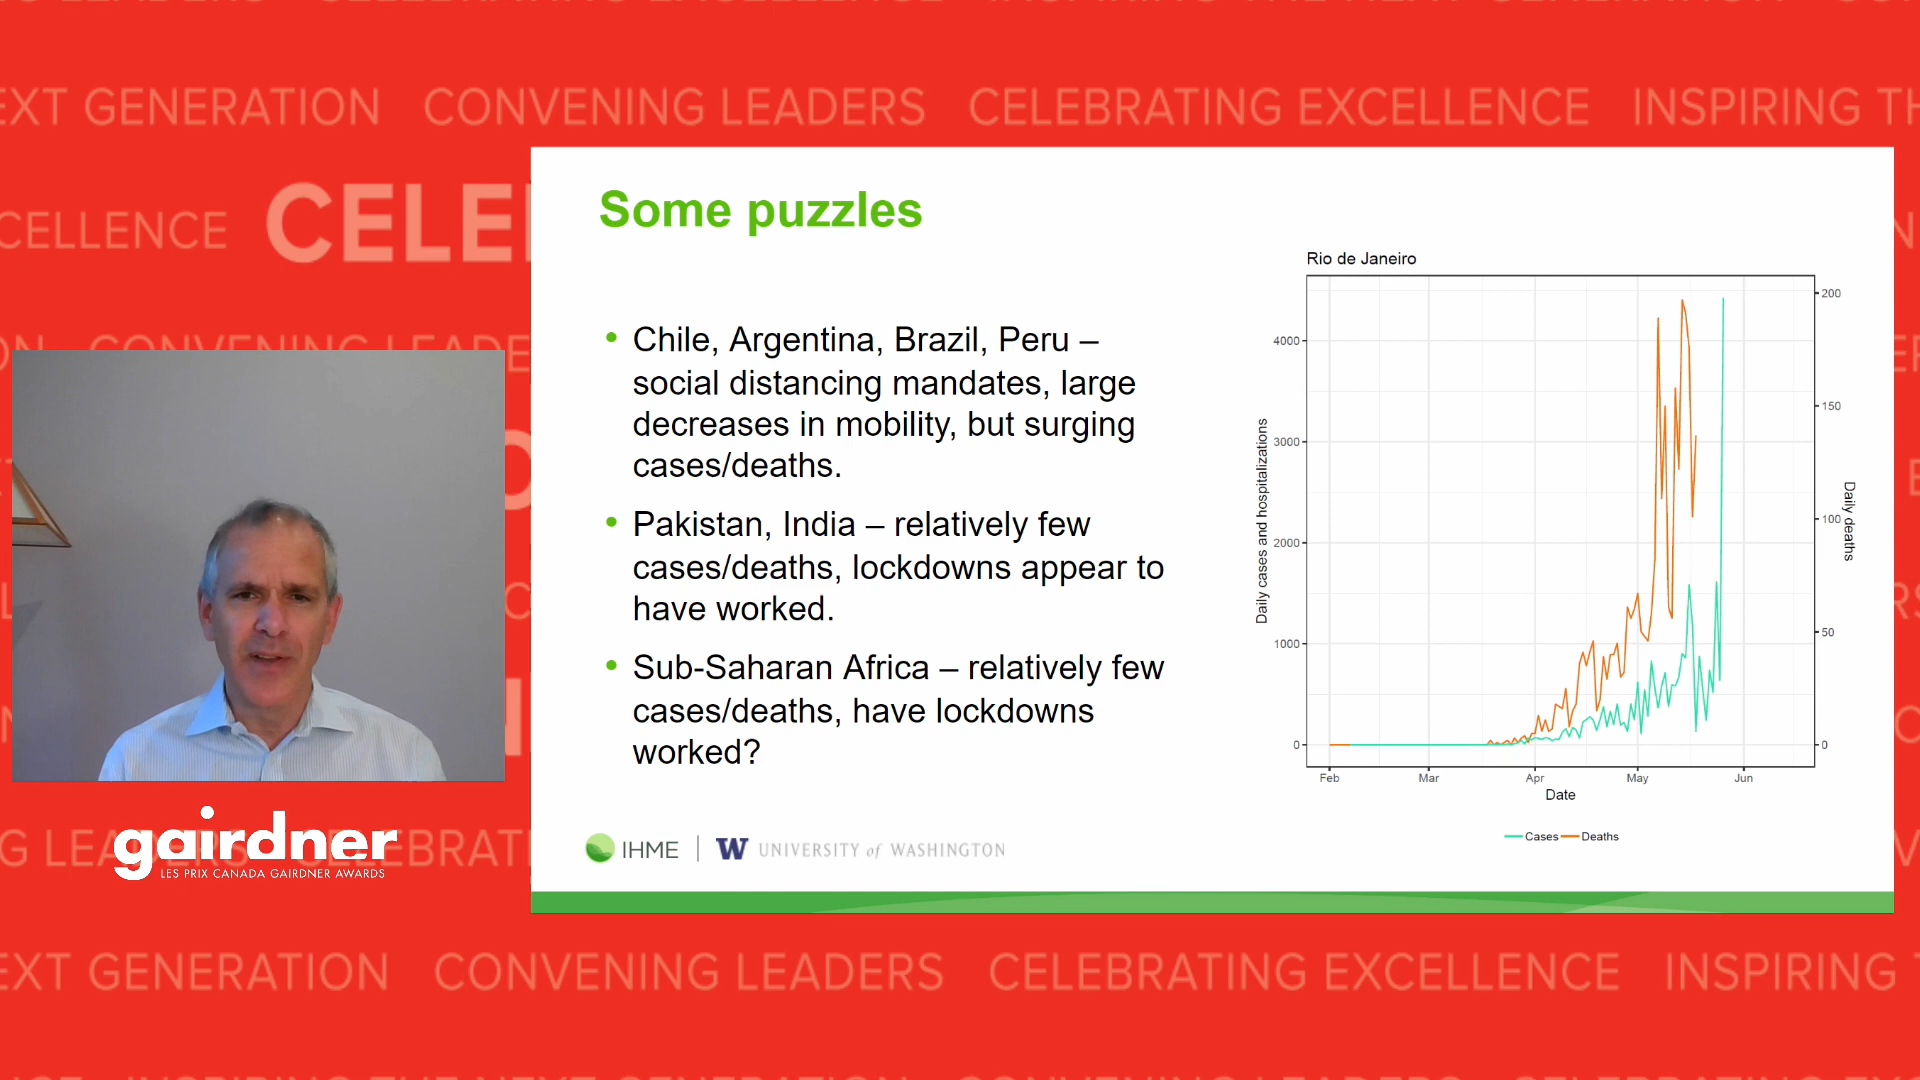 EXT GENERATION CONVENING LEADERS CELEBRATING EXCELLENCE INSPIRING TH
CELLENCE CELE
Some puzzles
• Chile, Argentina, Brazil, Peru –
social distancing mandates, large
decreases in mobility, but surging
cases/deaths.
• Pakistan, India – relatively few
cases/deaths, lockdowns appear to
have worked.
• Sub-Saharan Africa – relatively few
cases/deaths, have lockdowns
worked?
IHME | W UNIVERSITY of WASHINGTON
Rio de Janeiro
Daily cases and hospitalizations
4000
3000
2000
1000
0
200
150
100
50
0
Daily deaths
Feb Mar Apr May Jun
Date
Cases Deaths
gairdner
LES PRIX CANADA GAIRDNER AWARDS
EXT GENERATION CONVENING LEADERS CELEBRATING EXCELLENCE INSPIRING